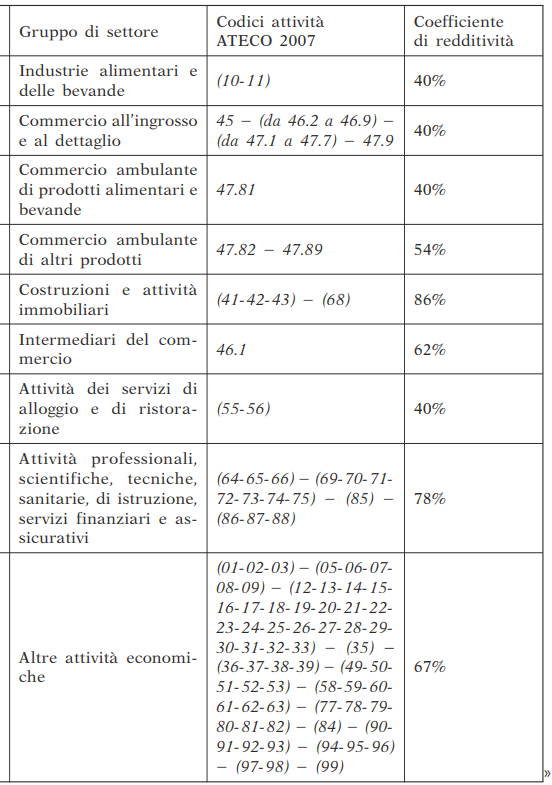 Gruppo di settore
Codici attività
ATECO 2007
Coefficiente
di redditività
Industrie alimentari e
delle bevande
(10-11)
40%
Commercio all’ingrosso
e al dettaglio
45 – (da 46.2 a 46.9) –
(da 47.1 a 47.7) – 47.9
40%
Commercio ambulante
di prodotti alimentari e
bevande
47.81
40%
Commercio ambulante
di altri prodotti
47.82 – 47.89
54%
Costruzioni e attività
immobiliari
(41-42-43) – (68)
86%
Intermediari del com-
mercio
46.1
62%
Attività dei servizi di
alloggio e di ristora-
zione
(55-56)
40%
Attività professionali,
scientifiche, tecniche,
sanitarie, di istruzione,
servizi finanziari e as-
sicurativi
(64-65-66) – (69-70-71-
72-73-74-75) – (85) –
(86-87-88)
78%
Altre attività economi-
che
(01-02-03) – (05-06-07-
08-09) – (12-13-14-15-
16-17-18-19-20-21-22-
23-24-25-26-27-28-29-
30-31-32-33) – (35) –
(36-37-38-39) – (49-50-
51-52-53) – (58-59-60-
61-62-63) – (77-78-79-
80-81-82) – (84) – (90-
91-92-93) – (94-95-96)
– (97-98) – (99)
67%
»